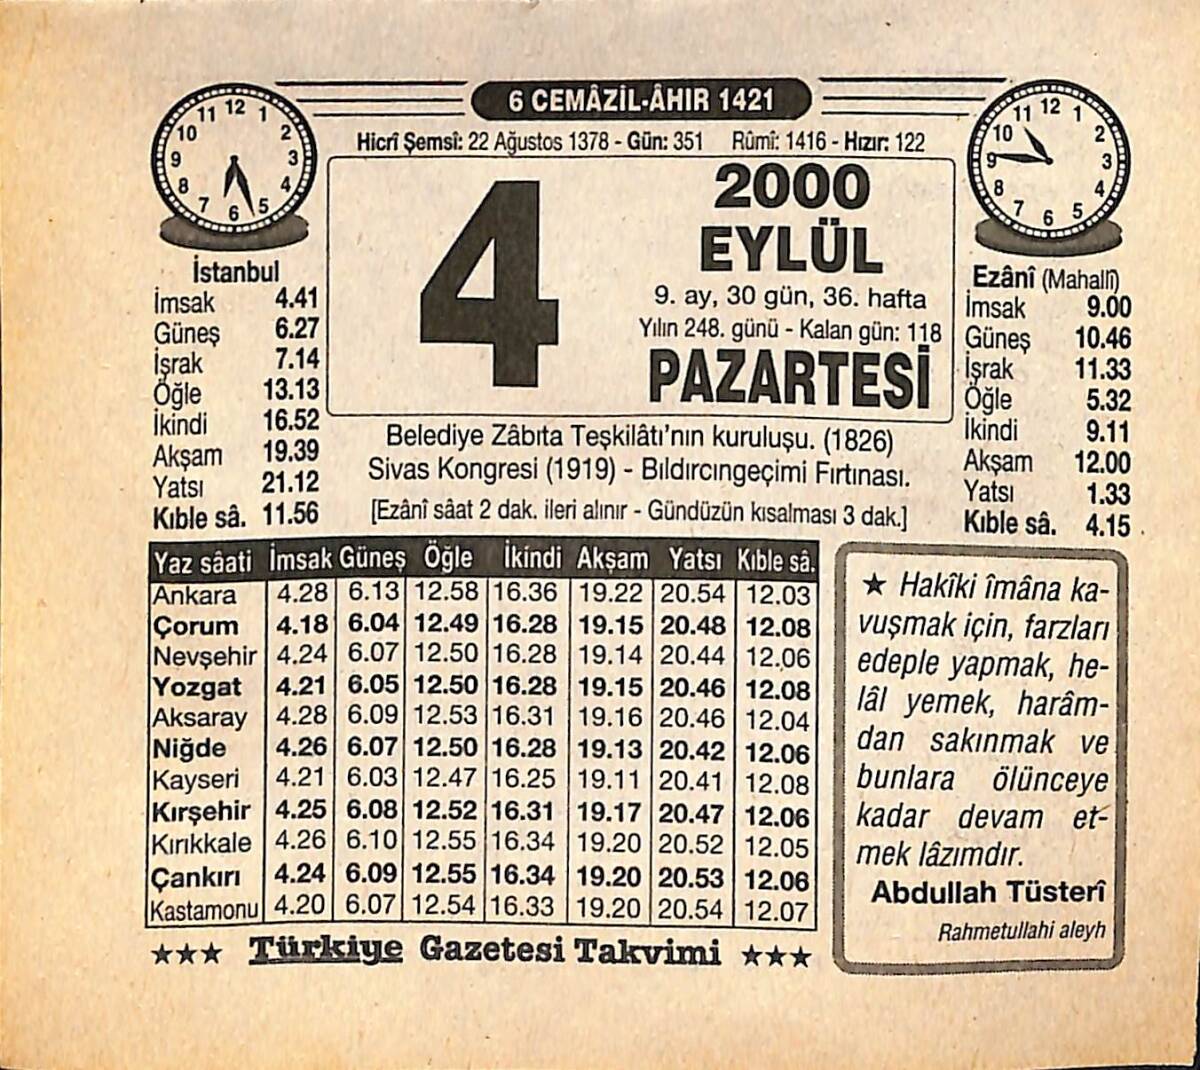 6 CEMÂZİL-ÂHIR 1421
Hicrî Şemsî: 22 Ağustos 1378 - Gün: 351 Rûmî: 1416 - Hızır: 122
12 1 2 3 4 5 6 7 8 9 10 11
İstanbul
İmsak 4.41
Güneş 6.27
İşrak 7.14
Öğle 13.13
İkindi 16.52
Akşam 19.39
Yatsı 21.12
Kıble sâ. 11.56
4
2000
EYLÜL
9. ay, 30 gün, 36. hafta
Yılın 248. günü - Kalan gün: 118
PAZARTESİ
12 1 2 3 4 5 6 7 8 9 10 11
Ezânî (Mahallî)
İmsak 9.00
Güneş 10.46
İşrak 11.33
Öğle 5.32
İkindi 9.11
Akşam 12.00
Yatsı 1.33
Kıble sâ. 4.15
Belediye Zâbıta Teşkilâtı'nın kuruluşu. (1826)
Sivas Kongresi (1919) - Bıldırcıngeçimi Fırtınası.
[Ezânî sâat 2 dak. ileri alınır - Gündüzün kısalması 3 dak.]
Yaz sâati İmsak Güneş Öğle İkindi Akşam Yatsı Kıble sâ.
Ankara 4.28 6.13 12.58 16.36 19.22 20.54 12.03
Çorum 4.18 6.04 12.49 16.28 19.15 20.48 12.08
Nevşehir 4.24 6.07 12.50 16.28 19.14 20.44 12.06
Yozgat 4.21 6.05 12.50 16.28 19.15 20.46 12.08
Aksaray 4.28 6.09 12.53 16.31 19.16 20.46 12.04
Niğde 4.26 6.07 12.50 16.28 19.13 20.42 12.06
Kayseri 4.21 6.03 12.47 16.25 19.11 20.41 12.08
Kırşehir 4.25 6.08 12.52 16.31 19.17 20.47 12.06
Kırıkkale 4.26 6.10 12.55 16.34 19.20 20.52 12.05
Çankırı 4.24 6.09 12.55 16.34 19.20 20.53 12.06
Kastamonu 4.20 6.07 12.54 16.33 19.20 20.54 12.07
★★★ Türkiye Gazetesi Takvimi ★★★
★ Hakîki îmâna ka-
vuşmak için, farzları
edeple yapmak, he-
lâl yemek, harâm-
dan sakınmak ve
bunlara ölünceye
kadar devam et-
mek lâzımdır.
Abdullah Tüsterî
Rahmetullahi aleyh